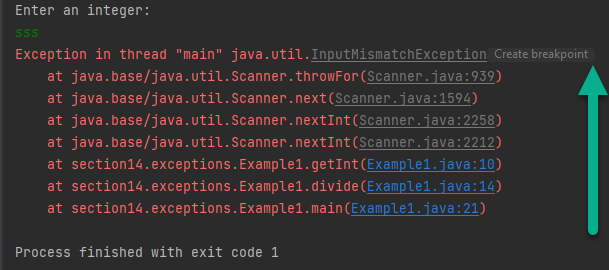 Enter an integer:
sss
Exception in thread "main" java.util.InputMismatchException Create breakpoint
at java.base/java.util.Scanner.throwFor(Scanner.java:939)
at java.base/java.util.Scanner.next(Scanner.java:1594)
at java.base/java.util.Scanner.nextInt(Scanner.java:2258)
at java.base/java.util.Scanner.nextInt(Scanner.java:2212)
at section14.exceptions.Example1.getInt(Example1.java:10)
at section14.exceptions.Example1.divide(Example1.java:14)
at section14.exceptions.Example1.main(Example1.java:21)
Process finished with exit code 1